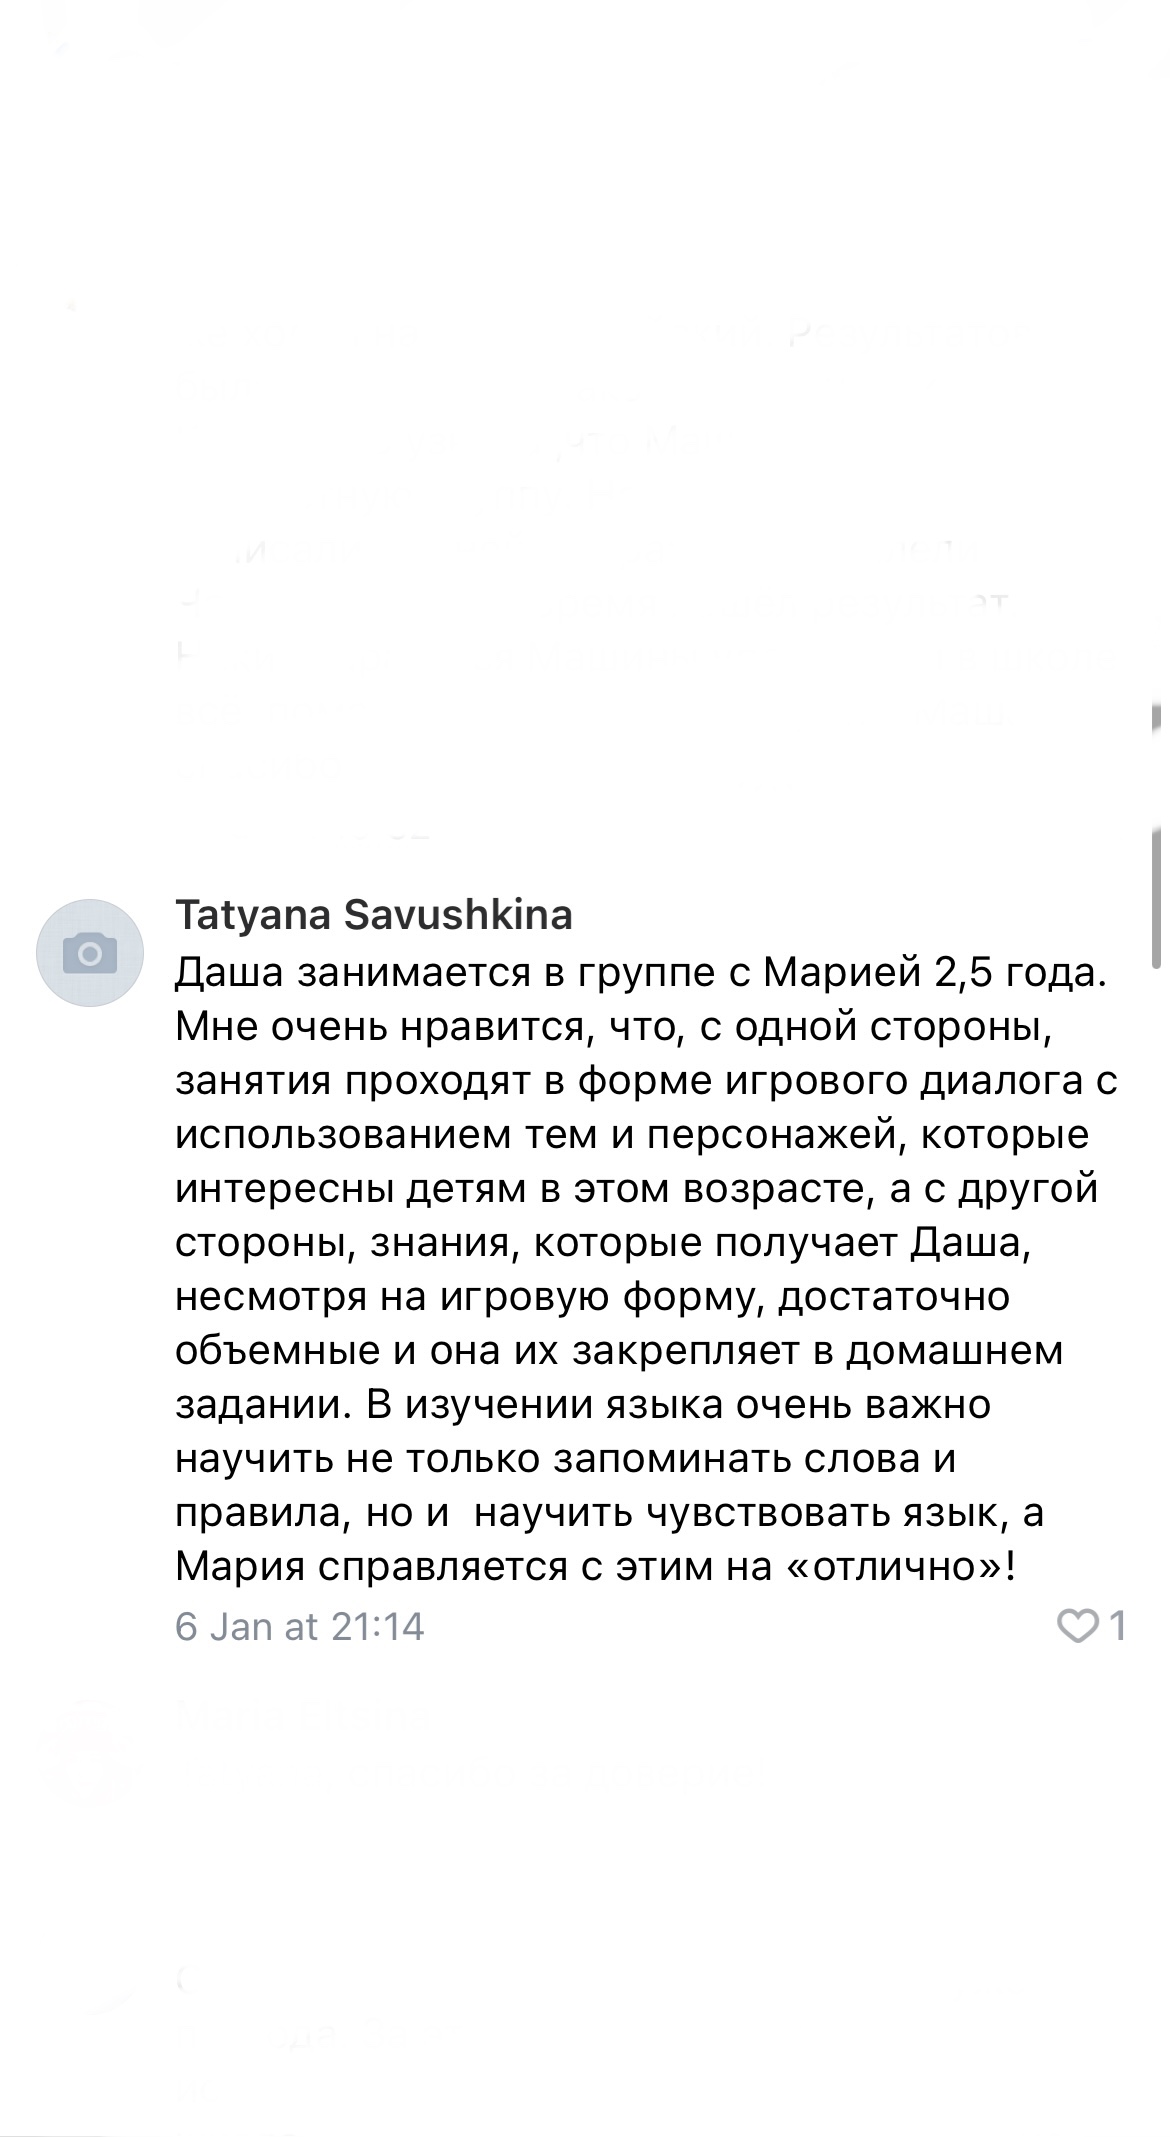 Tatyana Savushkina
Даша занимается в группе с Марией 2,5 года.
Мне очень нравится, что, с одной стороны,
занятия проходят в форме игрового диалога с
использованием тем и персонажей, которые
интересны детям в этом возрасте, а с другой
стороны, знания, которые получает Даша,
несмотря на игровую форму, достаточно
объемные и она их закрепляет в домашнем
задании. В изучении языка очень важно
научить не только запоминать слова и
правила, но и  научить чувствовать язык, а
Мария справляется с этим на «отлично»!
6 Jan at 21:14
1